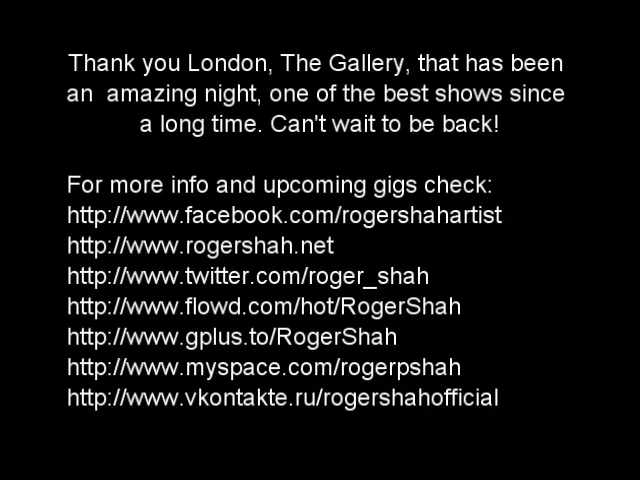 Thank you London, The Gallery, that has been
an  amazing night, one of the best shows since
a long time. Can't wait to be back!
For more info and upcoming gigs check:
http://www.facebook.com/rogershahartist
http://www.rogershah.net
http://www.twitter.com/roger_shah
http://www.flowd.com/hot/RogerShah
http://www.gplus.to/RogerShah
http://www.myspace.com/rogerpshah
http://www.vkontakte.ru/rogershahofficial